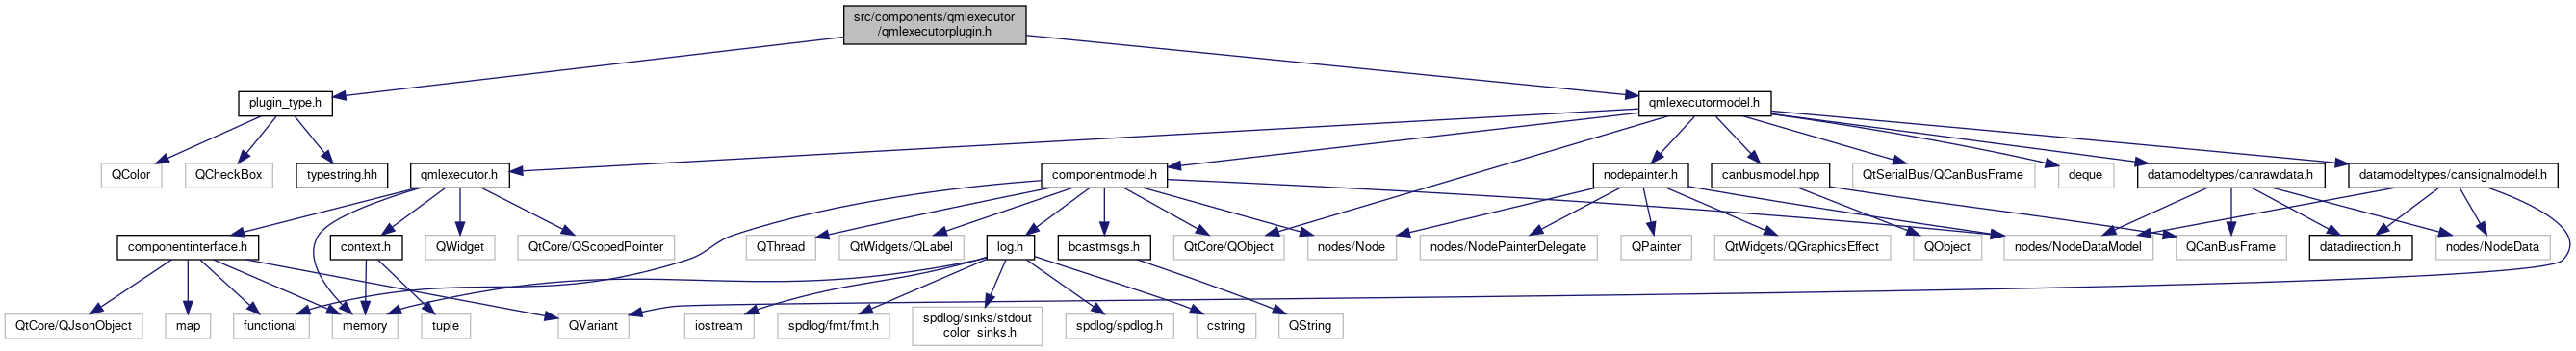 src/components/qmlexecutor
/qmlexecutorplugin.h
plugin_type.h
qmlexecutormodel.h
QColor
QCheckBox
typestring.hh
qmlexecutor.h
componentmodel.h
nodepainter.h
canbusmodel.hpp
QtSerialBus/QCanBusFrame
deque
datamodeltypes/canrawdata.h
datamodeltypes/cansignalmodel.h
componentinterface.h
context.h
QWidget
QtCore/QScopedPointer
QThread
QtWidgets/QLabel
log.h
bcastmsgs.h
QtCore/QObject
nodes/Node
nodes/NodePainterDelegate
QPainter
QtWidgets/QGraphicsEffect
QObject
nodes/NodeDataModel
QCanBusFrame
datadirection.h
nodes/NodeData
QtCore/QJsonObject
map
functional
memory
tuple
QVariant
iostream
spdlog/fmt/fmt.h
spdlog/sinks/stdout
_color_sinks.h
spdlog/spdlog.h
cstring
QString